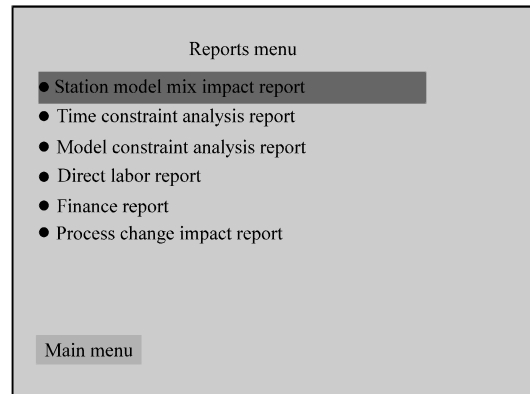 Reports menu
● Station model mix impact report
● Time constraint analysis report
● Model constraint analysis report
● Direct labor report
● Finance report
● Process change impact report
Main menu